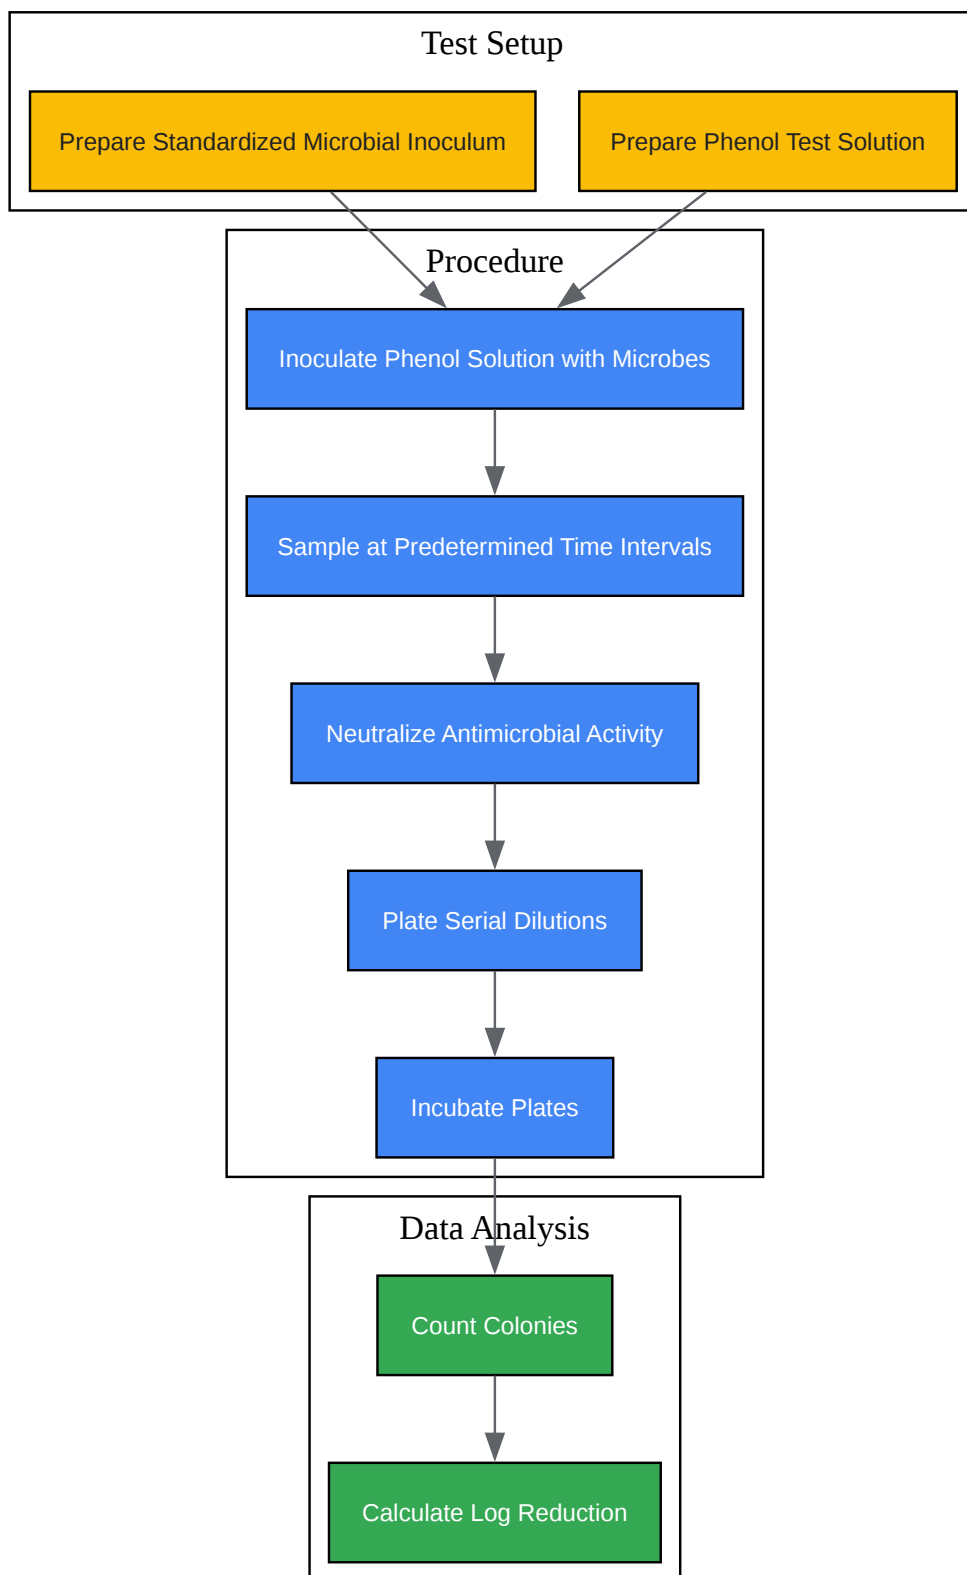 Test Setup
Prepare Standardized Microbial Inoculum
Prepare Phenol Test Solution
Procedure
Inoculate Phenol Solution with Microbes
Sample at Predetermined Time Intervals
Neutralize Antimicrobial Activity
Plate Serial Dilutions
Incubate Plates
Data Analysis
Count Colonies
Calculate Log Reduction